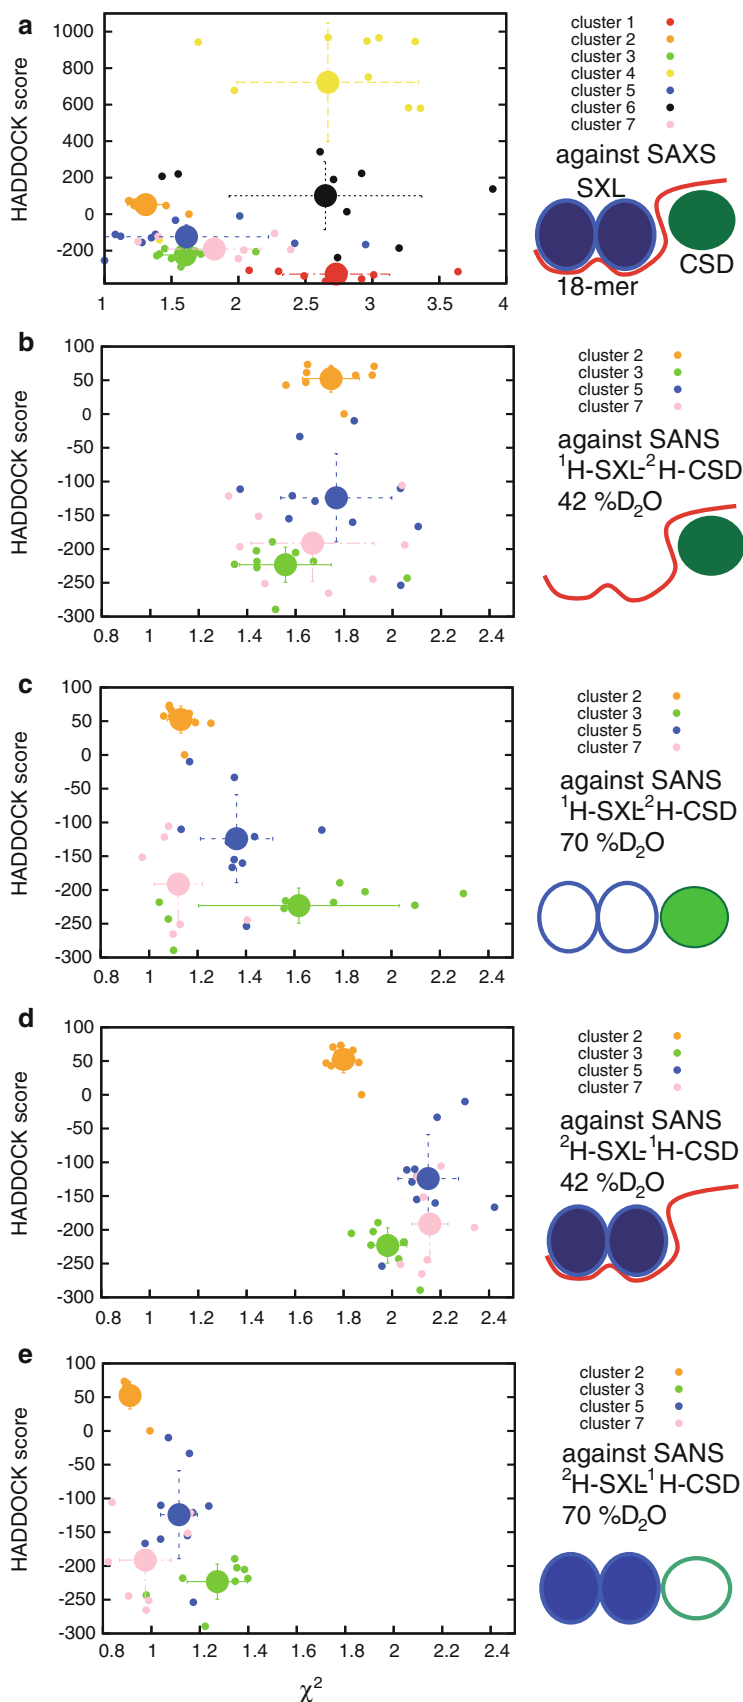 a
HADDOCK score
1000
800
600
400
200
0
-200
1
1.5
2
2.5
3
3.5
4
cluster 1
cluster 2
cluster 3
cluster 4
cluster 5
cluster 6
cluster 7
against SAXS
SXL
CSD
18-mer
b
HADDOCK score
100
50
0
-50
-100
-150
-200
-250
-300
0.8
1
1.2
1.4
1.6
1.8
2
2.2
2.4
cluster 2
cluster 3
cluster 5
cluster 7
against SANS
¹H-SXL-²H-CSD
42 %D₂O
c
HADDOCK score
100
50
0
-50
-100
-150
-200
-250
-300
0.8
1
1.2
1.4
1.6
1.8
2
2.2
2.4
cluster 2
cluster 3
cluster 5
cluster 7
against SANS
¹H-SXL-²H-CSD
70 %D₂O
d
HADDOCK score
100
50
0
-50
-100
-150
-200
-250
-300
0.8
1
1.2
1.4
1.6
1.8
2
2.2
2.4
cluster 2
cluster 3
cluster 5
cluster 7
against SANS
²H-SXL-¹H-CSD
42 %D₂O
e
HADDOCK score
100
50
0
-50
-100
-150
-200
-250
-300
0.8
1
1.2
1.4
1.6
1.8
2
2.2
2.4
cluster 2
cluster 3
cluster 5
cluster 7
against SANS
²H-SXL-¹H-CSD
70 %D₂O
χ²